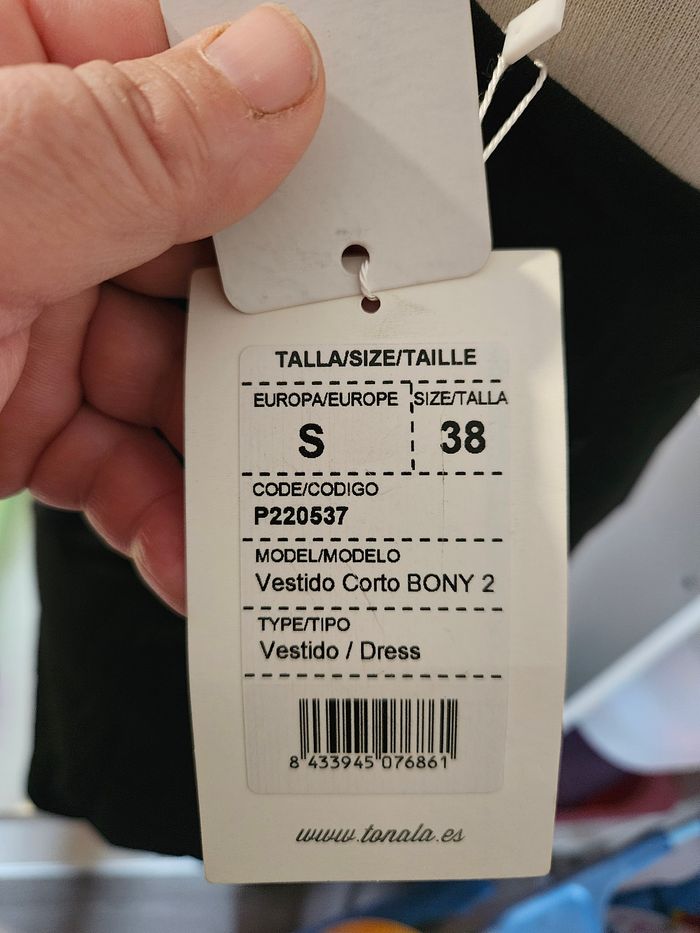 TALLA/SIZE/TAILLE
EUROPA/EUROPE SIZE/TALLA
S 38
CODE/CODIGO
P220537
MODEL/MODELO
Vestido Corto BONY 2
TYPE/TIPO
Vestido / Dress
8 433945 076861
www.tonala.es